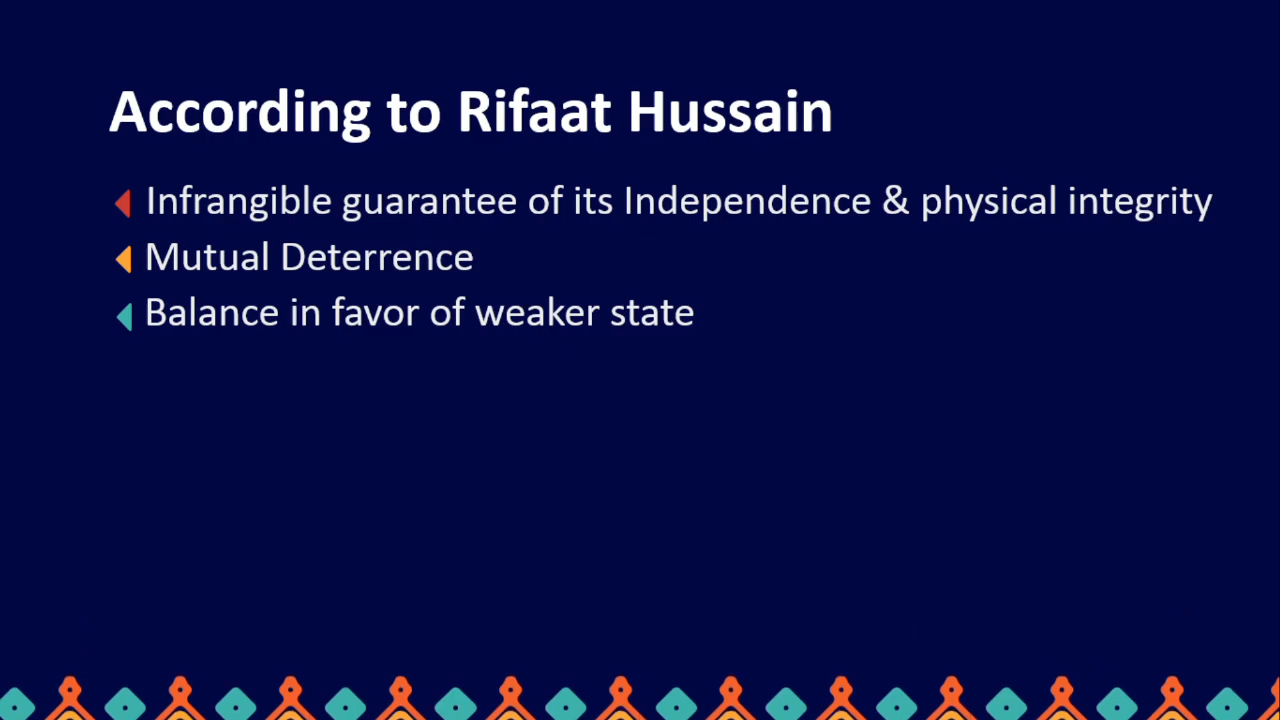 According to Rifaat Hussain
Infrangible guarantee of its Independence & physical integrity
Mutual Deterrence
Balance in favor of weaker state